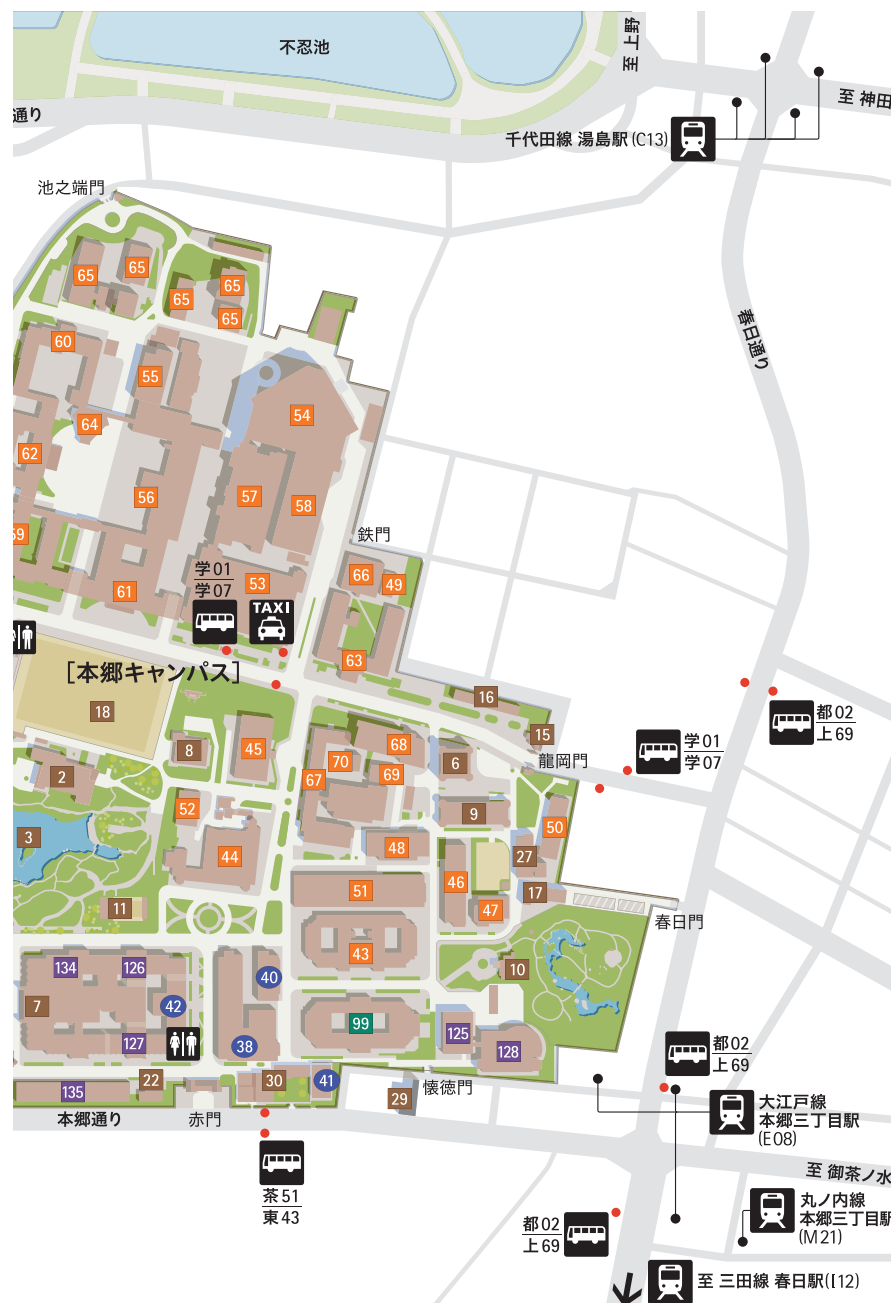 不忍池
至 上野
至 神田
通り
千代田線 湯島駅(C13)
池之端門
65
65
65
65
65
60
55
54
64
62
56
57
58
春日通り
59
61
鉄門
学01
学07
53
TAXI
66
49
63
[本郷キャンパス]
18
16
15
龍岡門
都02
上69
学01
学07
8
45
2
67
70
68
69
6
3
52
44
48
9
50
27
46
47
17
春日門
11
51
43
10
134
126
7
42
127
40
38
99
125
128
都02
上69
135
22
30
41
29
懐徳門
本郷通り
赤門
大江戸線
本郷三丁目駅
(E08)
茶51
東43
至 御茶ノ水
丸ノ内線
本郷三丁目駅
(M21)
都02
上69
至 三田線 春日駅(I12)